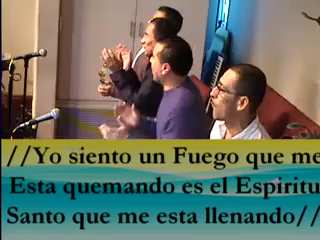 //Yo siento un Fuego que me
Esta quemando es el Espiritu
Santo que me esta llenando//